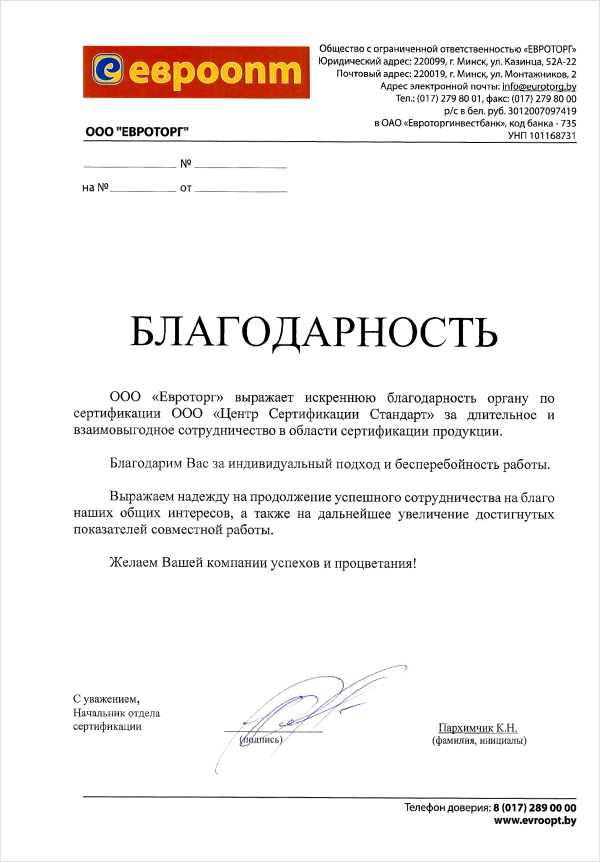 евроопт
Общество с ограниченной ответственностью «ЕВРОТОРГ»
Юридический адрес: 220099, г. Минск, ул. Казинца, 52А-22
Почтовый адрес: 220019, г. Минск, ул. Монтажников, 2
Адрес электронной почты: info@eurotorg.by
Тел.: (017) 279 80 01, факс: (017) 279 80 00
р/с в бел. руб. 3012007097419
в ОАО «Евроторгинвестбанк», код банка - 735
УНП 101168731
ООО "ЕВРОТОРГ"
____________ № ____________
на № ____________ от ____________
БЛАГОДАРНОСТЬ
ООО «Евроторг» выражает искреннюю благодарность органу по
сертификации ООО «Центр Сертификации Стандарт» за длительное и
взаимовыгодное сотрудничество в области сертификации продукции.
Благодарим Вас за индивидуальный подход и бесперебойность работы.
Выражаем надежду на продолжение успешного сотрудничества на благо
наших общих интересов, а также на дальнейшее увеличение достигнутых
показателей совместной работы.
Желаем Вашей компании успехов и процветания!
С уважением,
Начальник отдела
сертификации
(подпись)
Пархимчик К.Н.
(фамилия, инициалы)
Телефон доверия: 8 (017) 289 00 00
www.evroopt.by